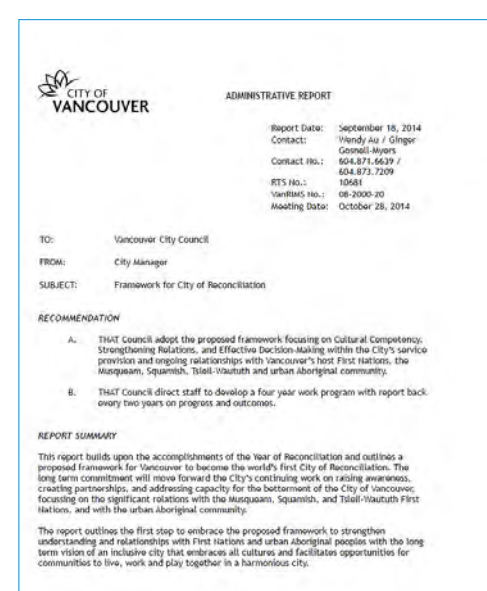 CITY OF
VANCOUVER
ADMINISTRATIVE REPORT
Report Date: September 18, 2014
Contact: Wendy Au / Ginger
Gosnell-Myers
Contact No.: 604.871.6639 /
604.873.7209
RTS No.: 10681
VanRIMS No.: 08-2000-20
Meeting Date: October 28, 2014
TO: Vancouver City Council
FROM: City Manager
SUBJECT: Framework for City of Reconciliation
RECOMMENDATION
A. THAT Council adopt the proposed framework focusing on Cultural Competency,
Strengthening Relations, and Effective Decision-Making within the City's service
provision and ongoing relationships with Vancouver's host First Nations, the
Musqueam, Squamish, Tsleil-Waututh and urban Aboriginal community.
B. THAT Council direct staff to develop a four year work program with report back
every two years on progress and outcomes.
REPORT SUMMARY
This report builds upon the accomplishments of the Year of Reconciliation and outlines a
proposed framework for Vancouver to become the world's first City of Reconciliation. The
long term commitment will move forward the City's continuing work on raising awareness,
creating partnerships, and addressing capacity for the betterment of the City of Vancouver,
focussing on the significant relations with the Musqueam, Squamish, and Tsleil-Waututh First
Nations, and with the urban Aboriginal community.
The report outlines the first step to embrace the proposed framework to strengthen
understanding and relationships with First Nations and urban Aboriginal peoples with the long
term vision of an inclusive city that embraces all cultures and facilitates opportunities for
communities to live, work and play together in a harmonious city.